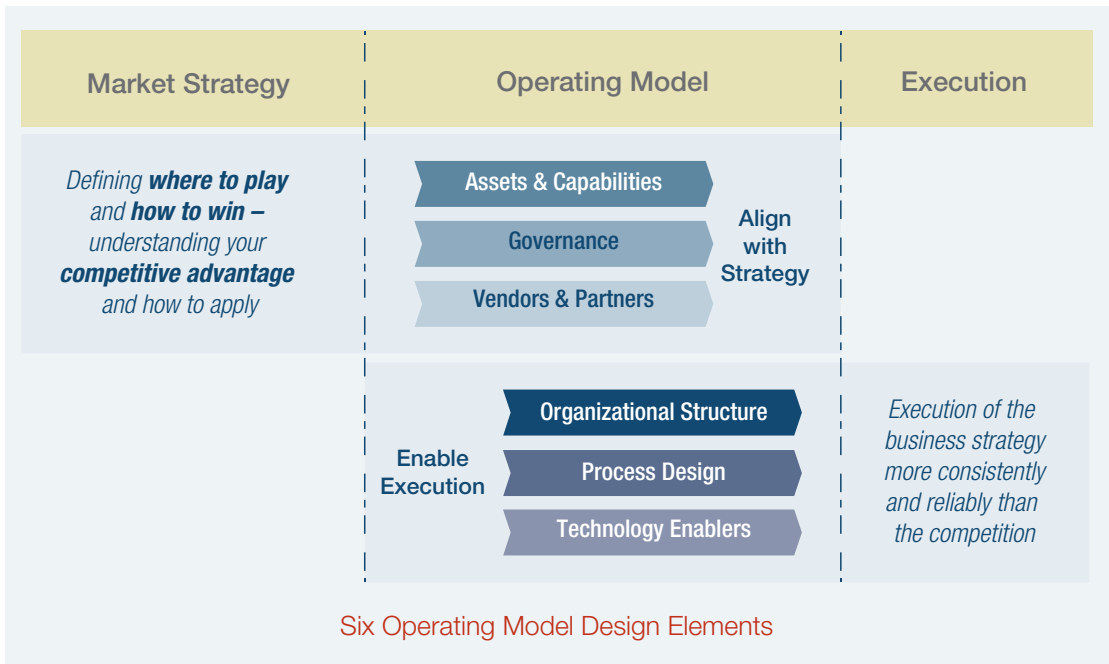 Market Strategy
Operating Model
Execution
Defining where to play
and how to win –
understanding your
competitive advantage
and how to apply
Assets & Capabilities
Governance
Vendors & Partners
Align
with
Strategy
Enable
Execution
Organizational Structure
Process Design
Technology Enablers
Execution of the
business strategy
more consistently
and reliably than
the competition
Six Operating Model Design Elements